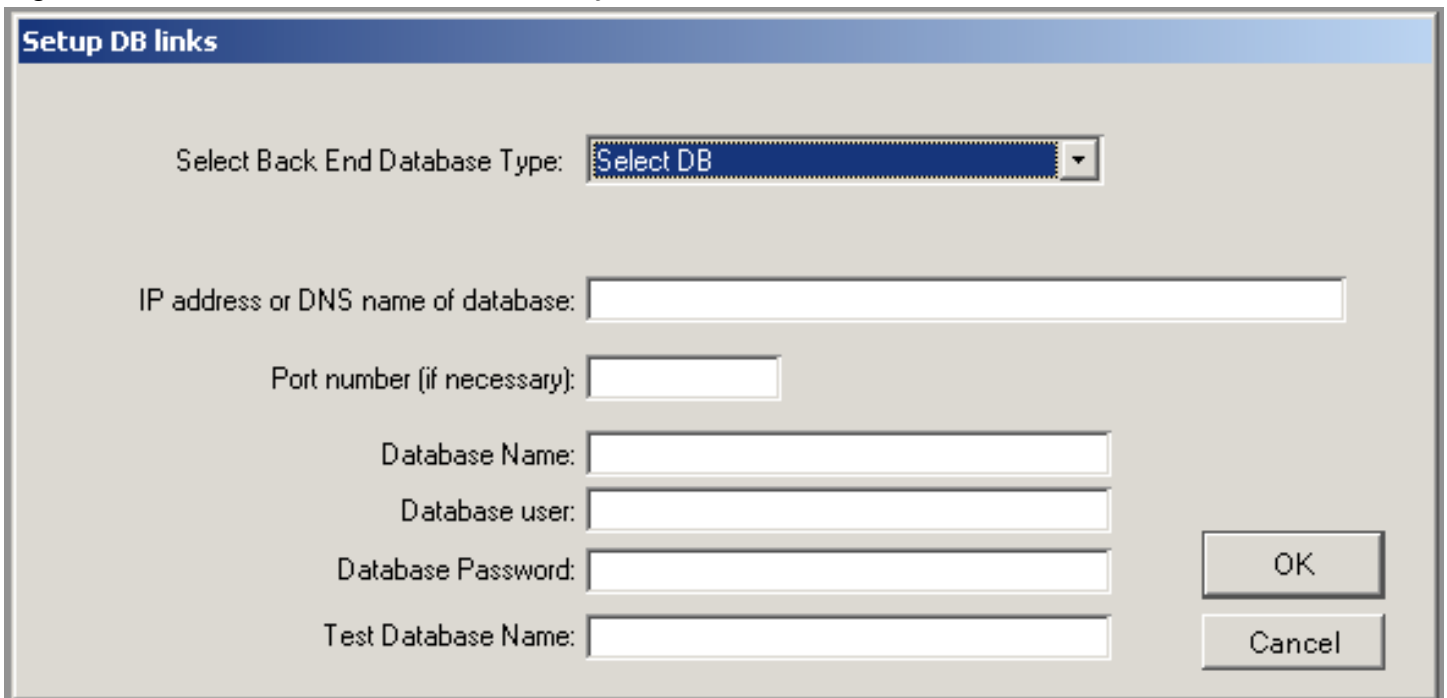 Setup DB links
Select Back End Database Type: Select DB
IP address or DNS name of database:
Port number (if necessary):
Database Name:
Database user:
Database Password:
OK
Test Database Name:
Cancel